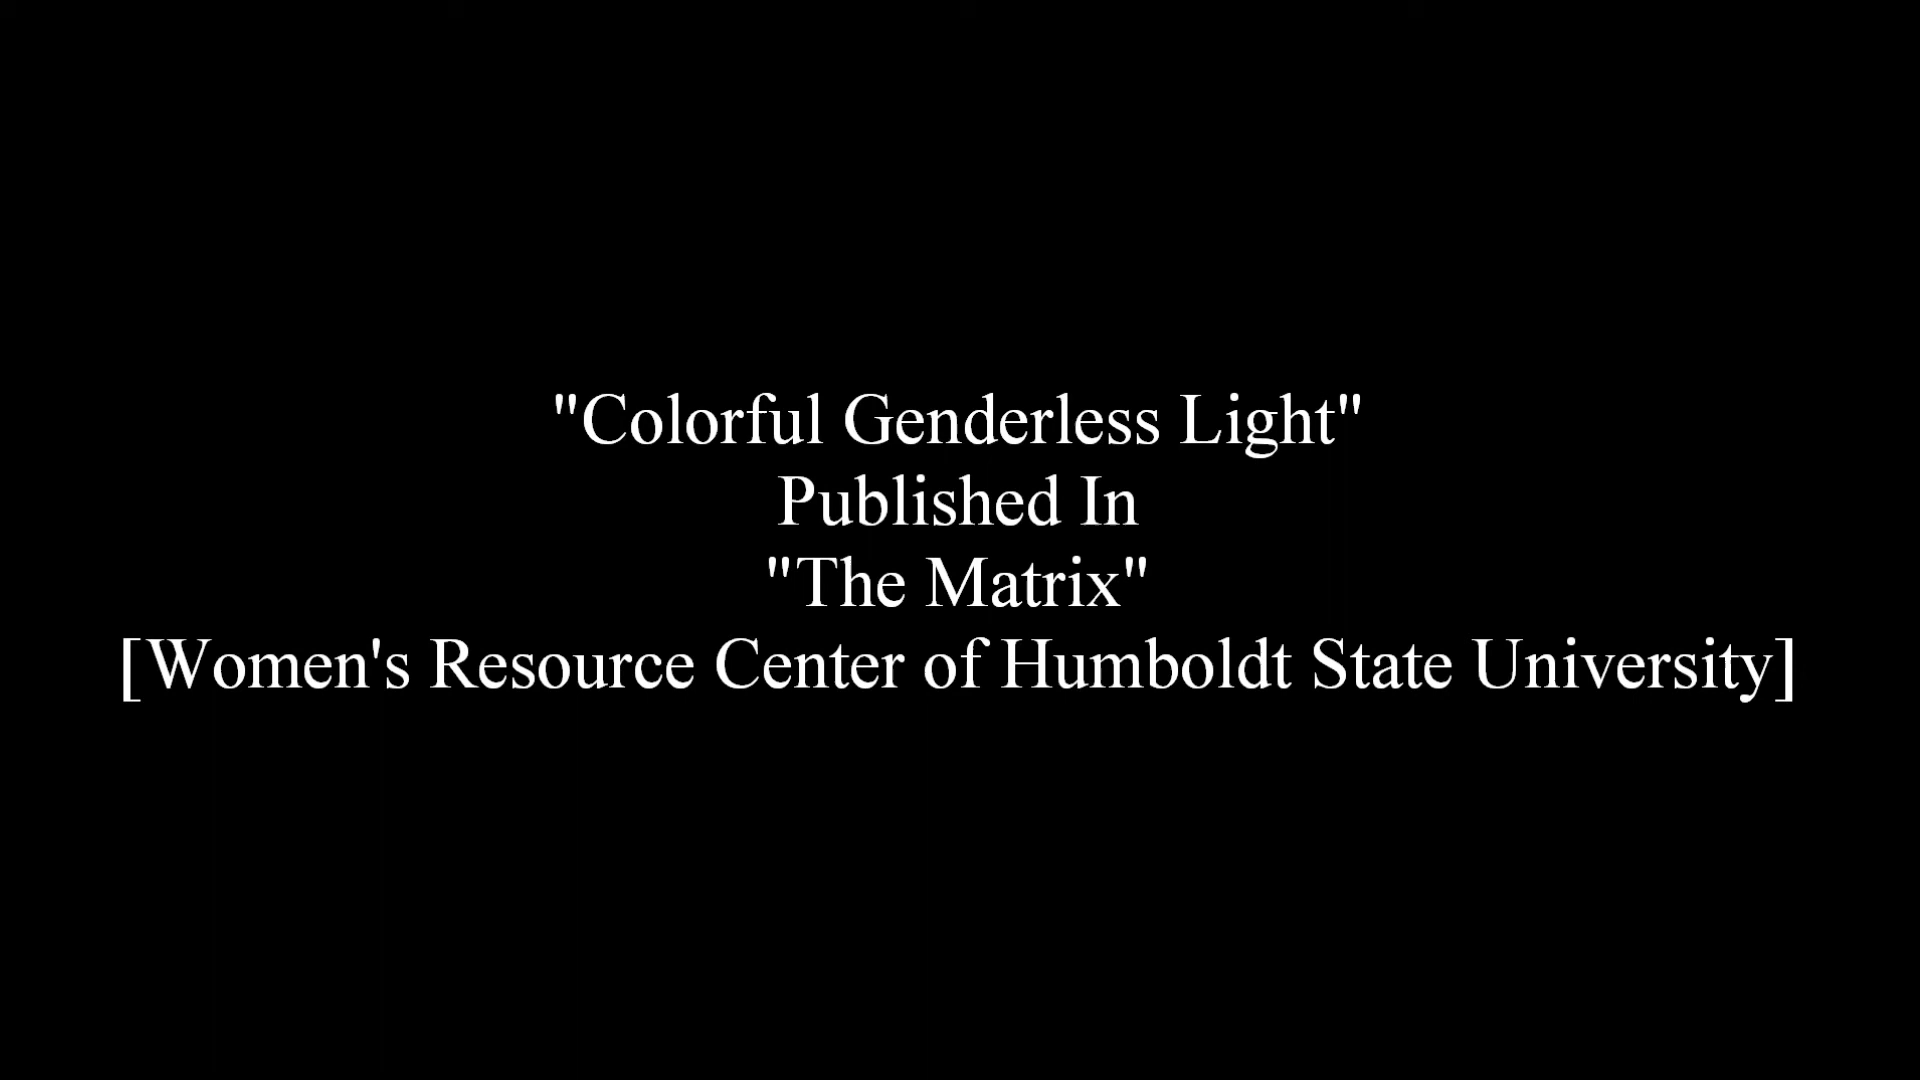 "Colorful Genderless Light"
Published In
"The Matrix"
[Women's Resource Center of Humboldt State University]